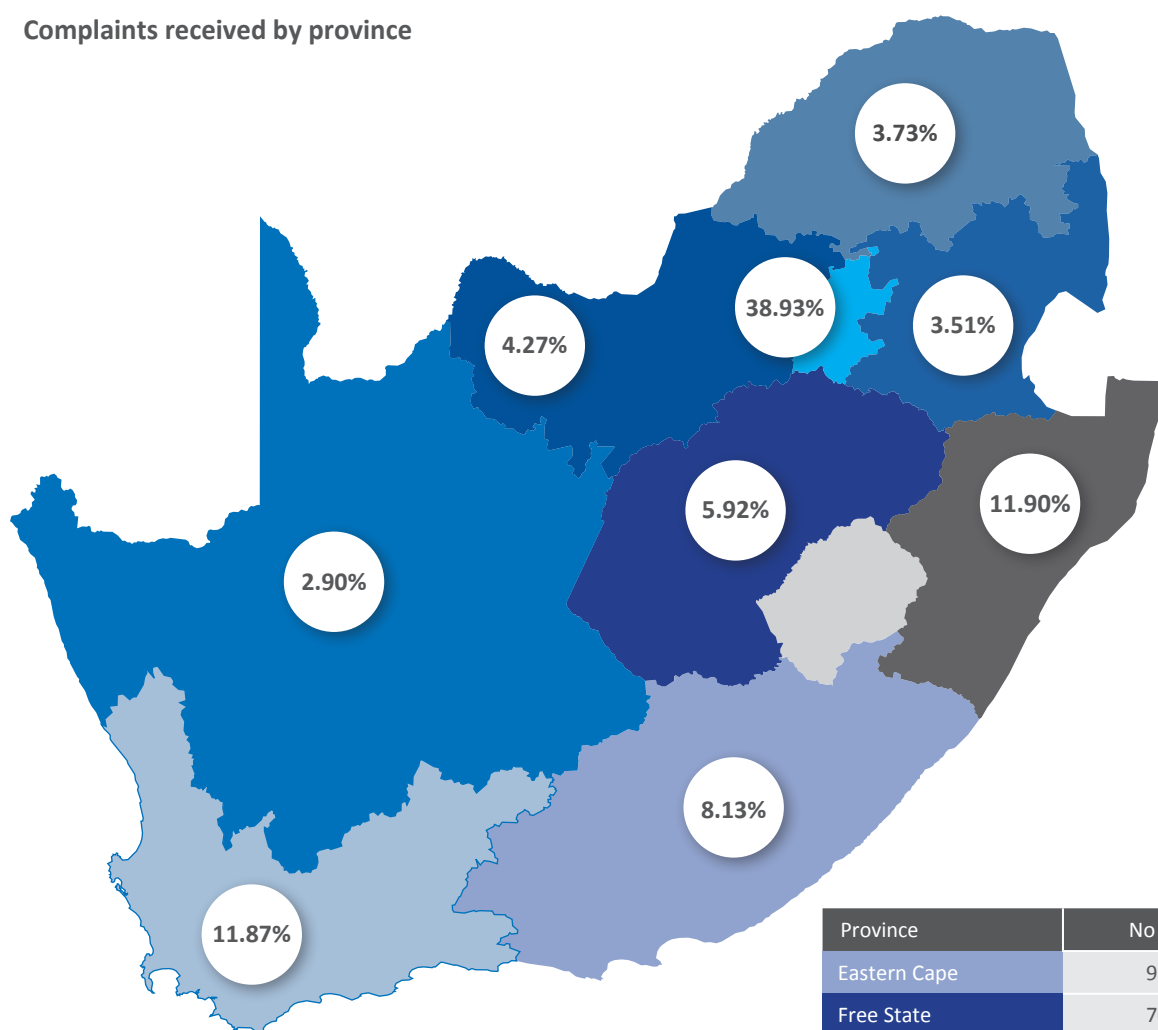 Complaints received by province
3.73%
38.93%
3.51%
4.27%
11.90%
5.92%
2.90%
8.13%
11.87%
Province No
Eastern Cape 9
Free State 7